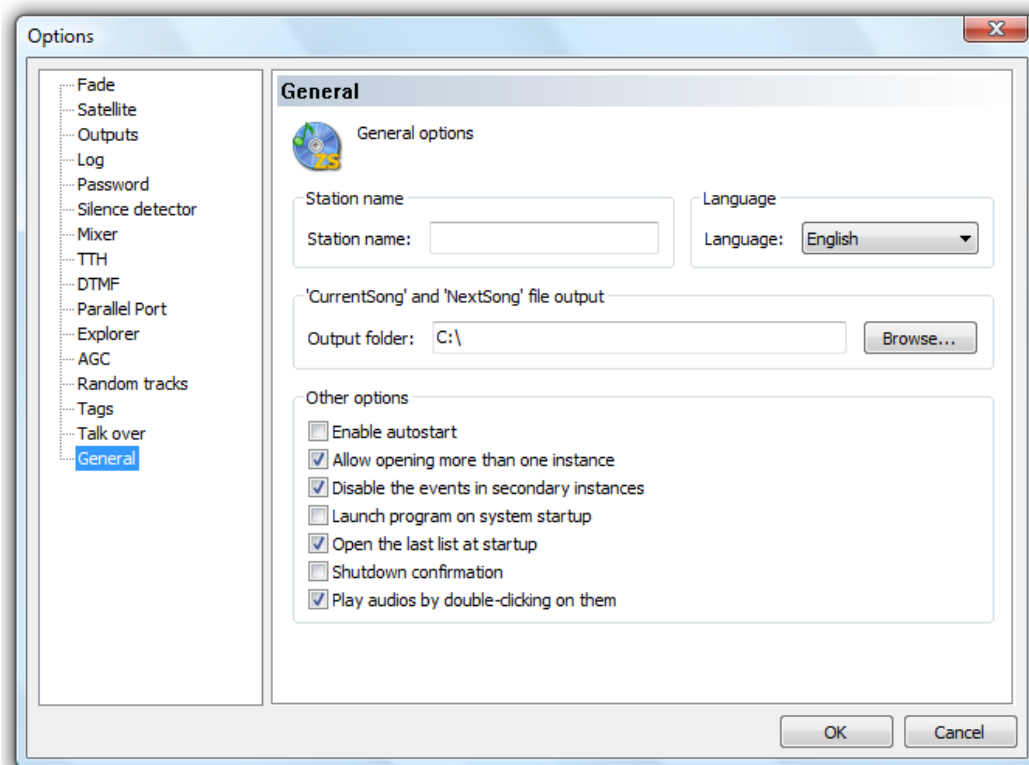 Options
Fade
Satellite
Outputs
Log
Password
Silence detector
Mixer
TTH
DTMF
Parallel Port
Explorer
AGC
Random tracks
Tags
Talk over
General
General
ZS
General options
Station name
Station name:
Language
Language: English
'CurrentSong' and 'NextSong' file output
Output folder: C:\ Browse...
Other options
Enable autostart
Allow opening more than one instance
Disable the events in secondary instances
Launch program on system startup
Open the last list at startup
Shutdown confirmation
Play audios by double-clicking on them
OK Cancel